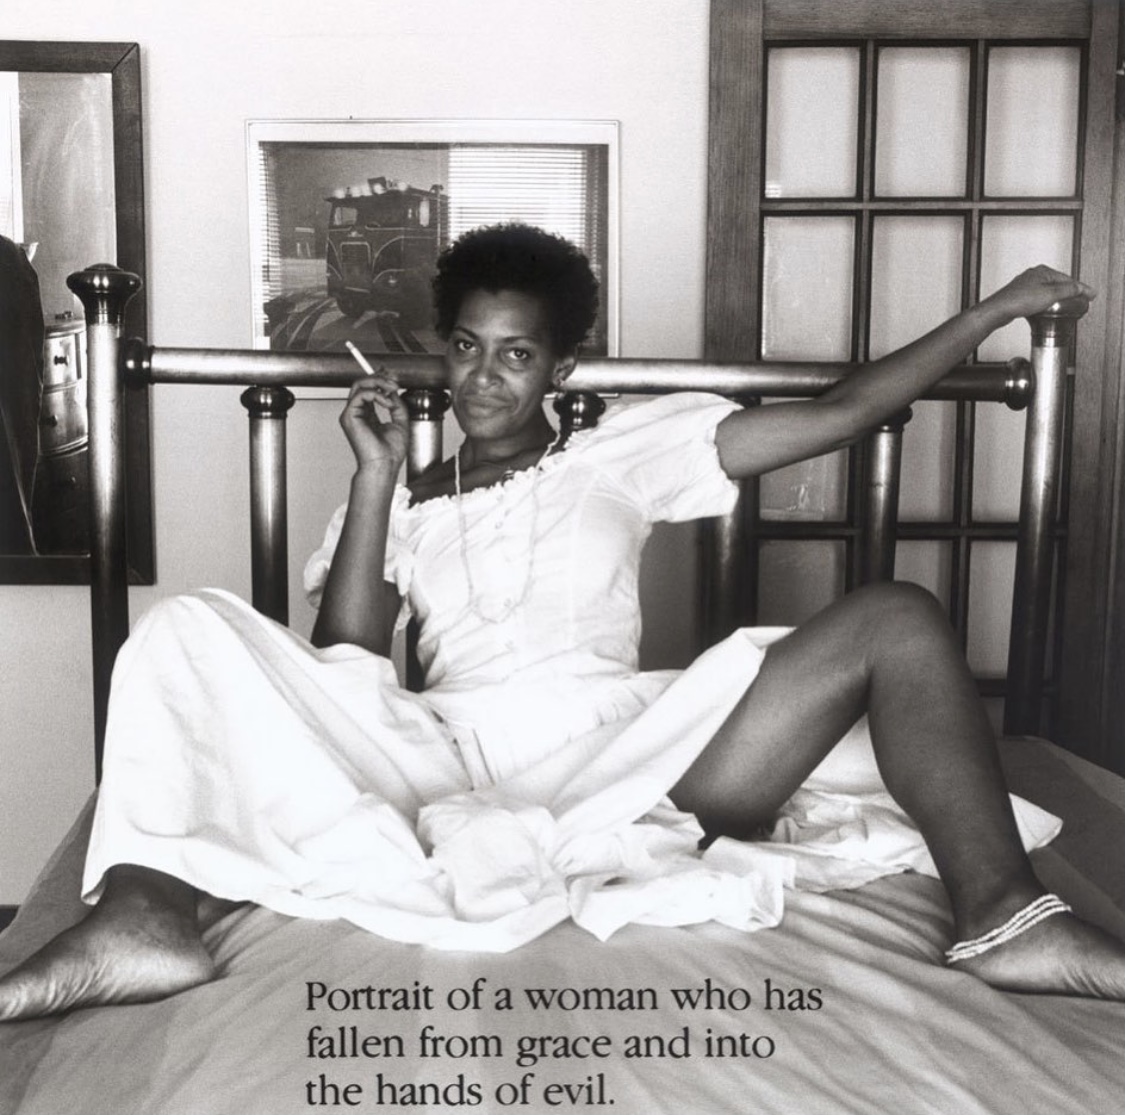 Portrait of a woman who has
fallen from grace and into
the hands of evil.